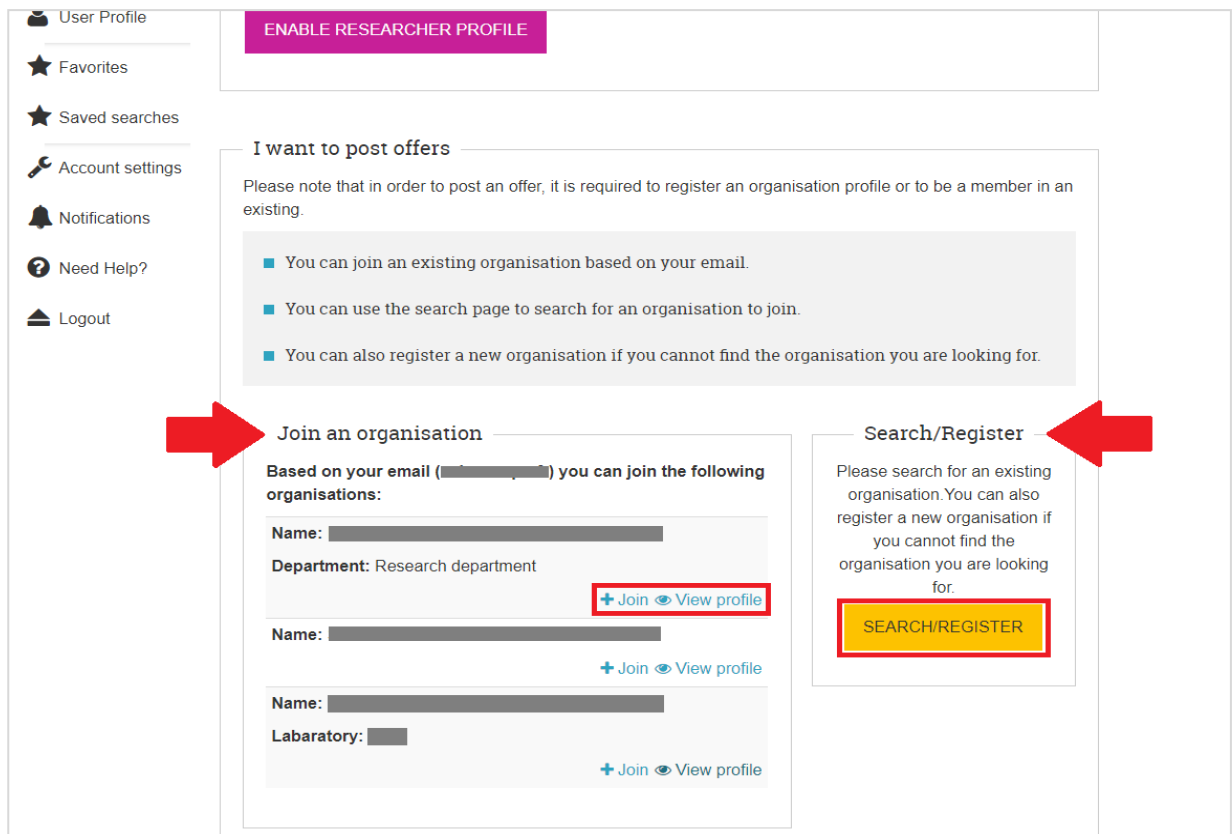 User Profile
Favorites
Saved searches
Account settings
Notifications
Need Help?
Logout
ENABLE RESEARCHER PROFILE
I want to post offers
Please note that in order to post an offer, it is required to register an organisation profile or to be a member in an
existing.
You can join an existing organisation based on your email.
You can use the search page to search for an organisation to join.
You can also register a new organisation if you cannot find the organisation you are looking for.
Join an organisation
Based on your email ( ) you can join the following
organisations:
Name:
Department: Research department
+ Join View profile
Name:
+ Join View profile
Name:
Labaratory:
+ Join View profile
Search/Register
Please search for an existing
organisation.You can also
register a new organisation if
you cannot find the
organisation you are looking
for.
SEARCH/REGISTER